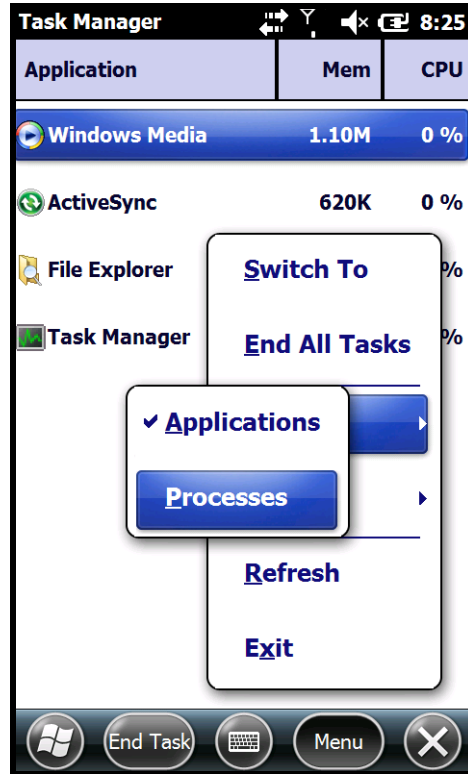 Task Manager 8:25
Application Mem CPU
Windows Media 1.10M 0 %
ActiveSync 620K 0 %
File Explorer %
Task Manager %
Switch To
End All Tasks
Applications
Processes
Refresh
Exit
End Task Menu